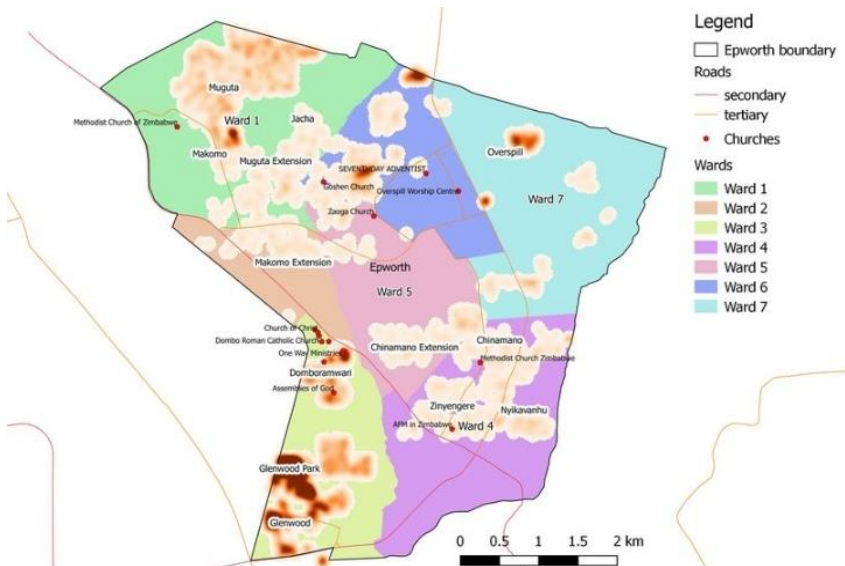 Legend
Epworth boundary
Roads
secondary
tertiary
Churches
Wards
Ward 1
Ward 2
Ward 3
Ward 4
Ward 5
Ward 6
Ward 7
Muguta
Methodist Church of Zimbabwe
Ward 1
Jacha
Makomo
Muguta Extension
Overspill
SEVENTHDAY ADVENTIST
Goshen Church
Overspill Worship Centre
Ward 7
Zaoga Church
Makomo Extension
Epworth
Ward 5
Church of Christ
Dombo Roman Catholic Church
One Way Ministries
Chinamano Extension
Chinamano
Methodist Church Zimbabwe
Domboramwari
Assemblies of God
Zinyengere
Nyikavanhu
AFM in Zimbabwe
Ward 4
Glenwood Park
Glenwood
0 0.5 1 1.5 2 km